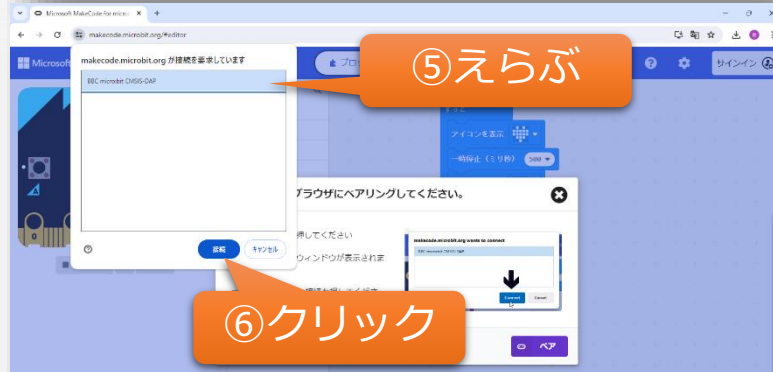 Microsoft MakeCode for micro:
makecode.microbit.org/#editor
Microsoft
makecode.microbit.org が接続を要求しています
BBC micro:bit CMSIS-DAP
⑤えらぶ
サインイン
アイコンを表示
一時停止（ミリ秒） 500
ブラウザにペアリングしてください。
押してください
makecode.microbit.org wants to connect
BBC micro:bit CMSIS-DAP
ウィンドウが表示されま
接続 キャンセル
Connect Cancel
⑥クリック
ペア